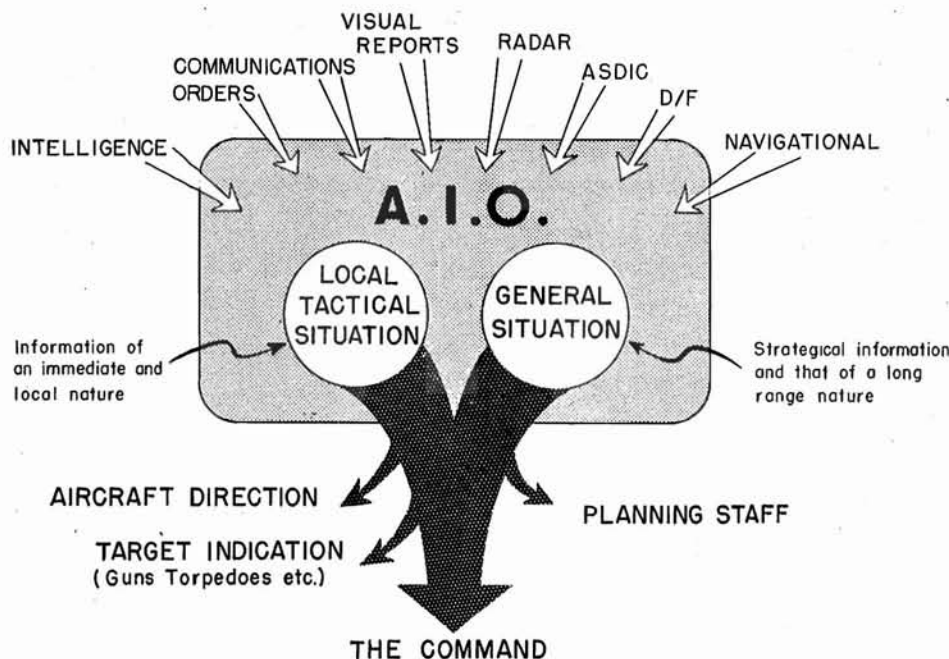 VISUAL
REPORTS
RADAR
COMMUNICATIONS
ORDERS
ASDIC
D/F
INTELLIGENCE
NAVIGATIONAL
A.I.O.
LOCAL
TACTICAL
SITUATION
GENERAL
SITUATION
Information of
an immediate and
local nature
Strategical information
and that of a long
range nature
AIRCRAFT DIRECTION
PLANNING STAFF
TARGET INDICATION
(Guns Torpedoes etc.)
THE COMMAND